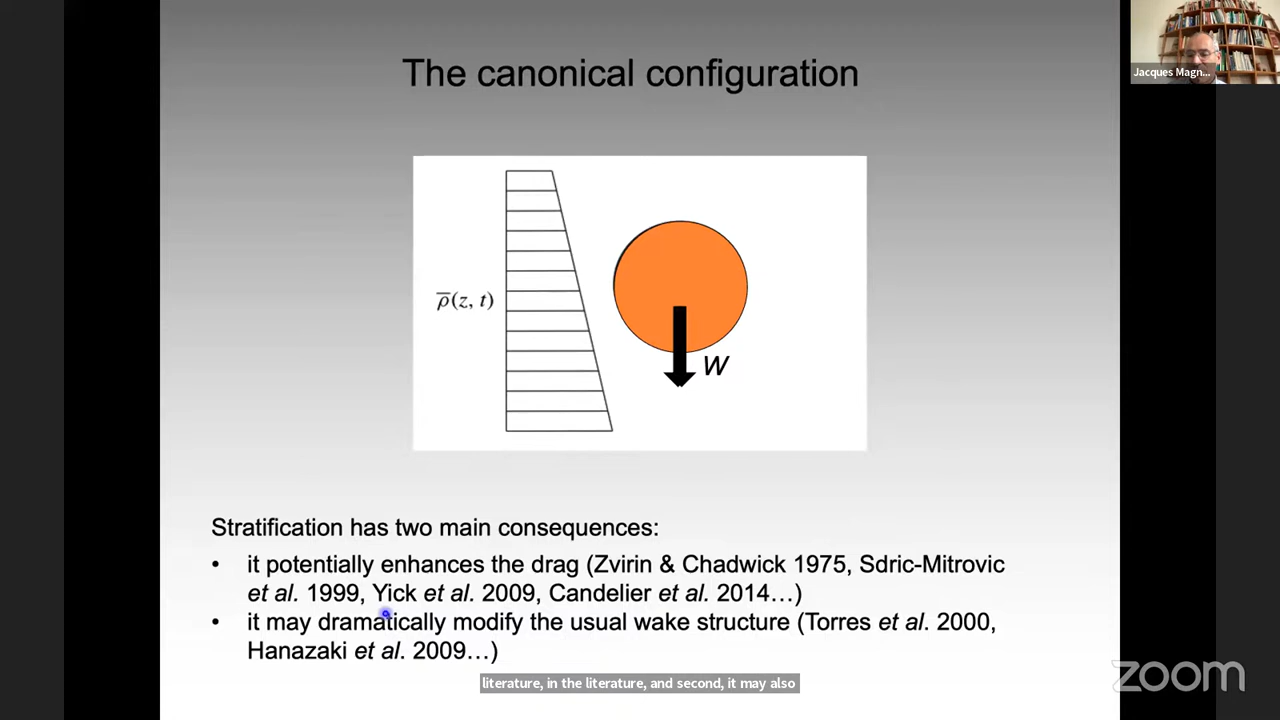 The canonical configuration
Jacques Magn...
ρ̅(z, t)
W
Stratification has two main consequences:
• it potentially enhances the drag (Zvirin & Chadwick 1975, Sdric-Mitrovic
et al. 1999, Yick et al. 2009, Candelier et al. 2014…)
• it may dramatically modify the usual wake structure (Torres et al. 2000,
Hanazaki et al. 2009…)
literature, in the literature, and second, it may also
zoom